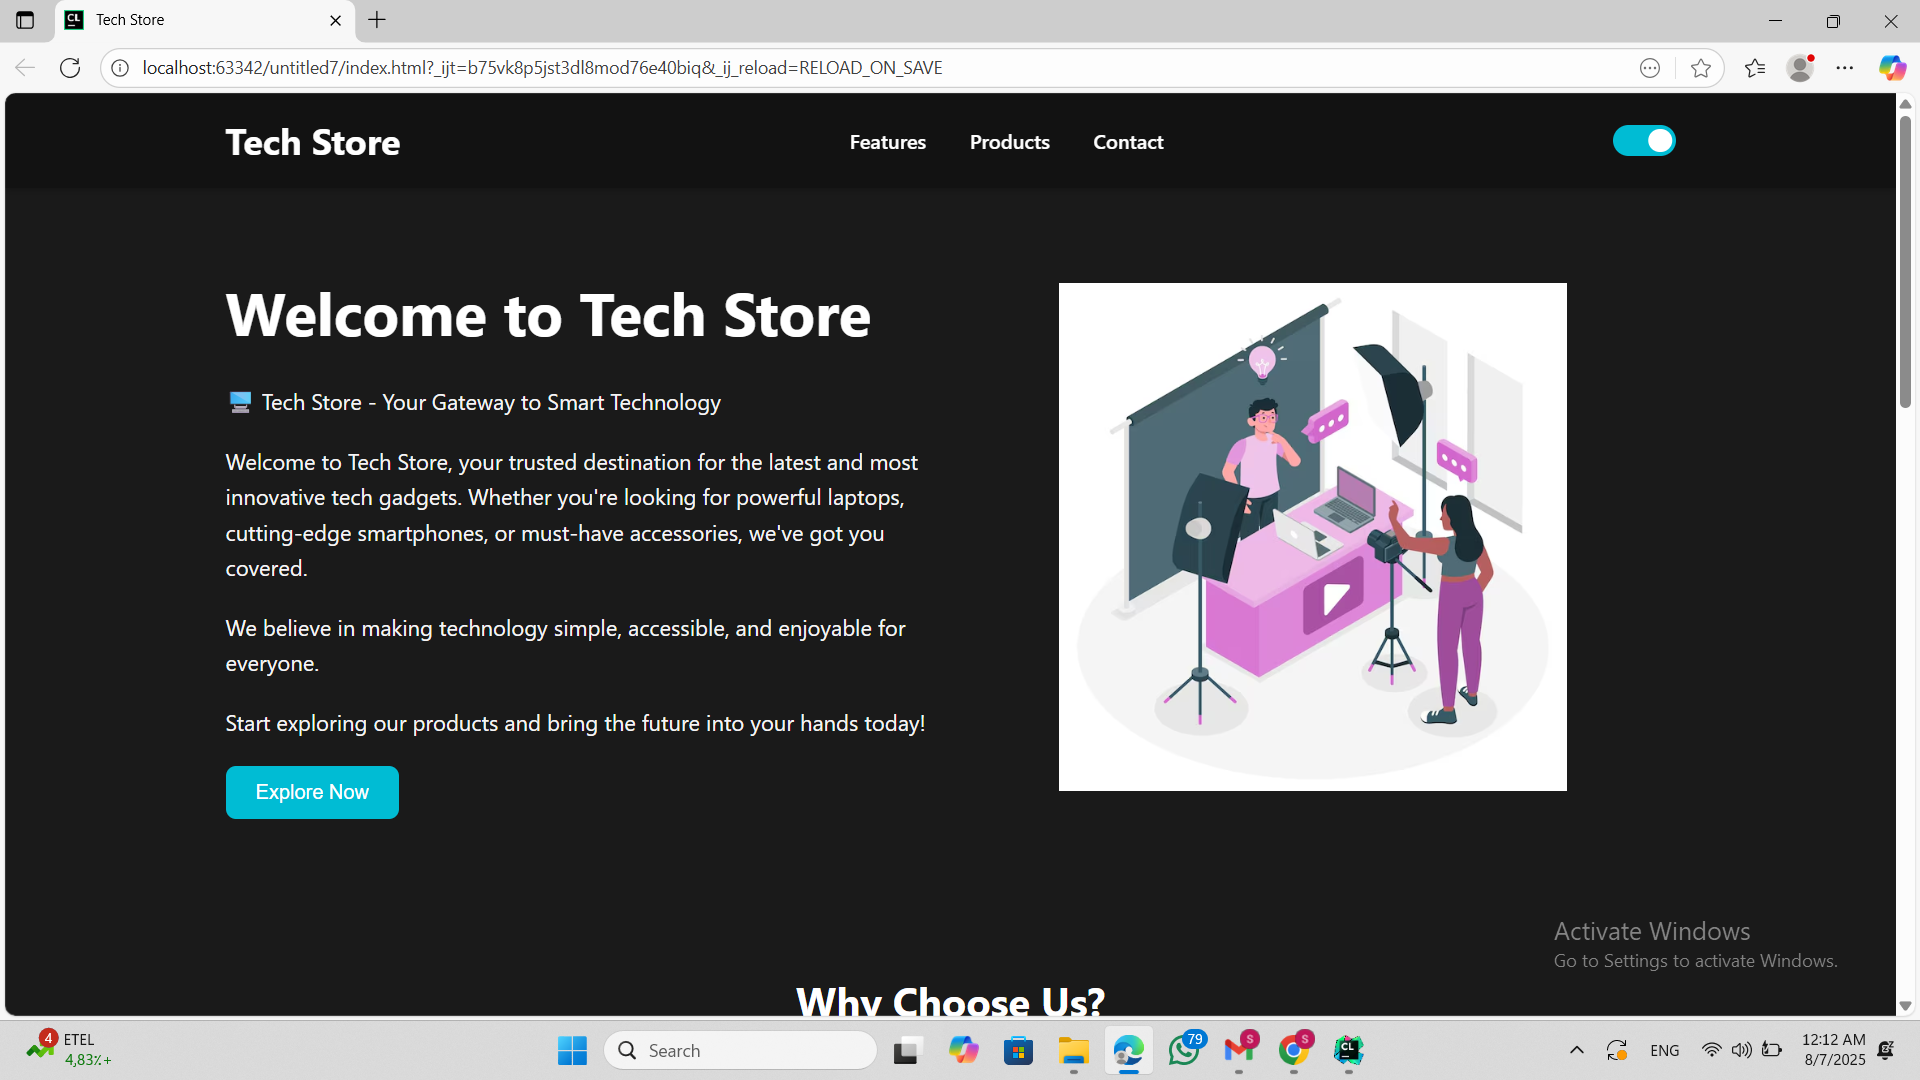 Tech Store
localhost:63342/untitled7/index.html?_ijt=b75vk8p5jst3dl8mod76e40biq&_ij_reload=RELOAD_ON_SAVE
Tech Store
Features
Products
Contact
Welcome to Tech Store
Tech Store - Your Gateway to Smart Technology
Welcome to Tech Store, your trusted destination for the latest and most
innovative tech gadgets. Whether you're looking for powerful laptops,
cutting-edge smartphones, or must-have accessories, we've got you
covered.
We believe in making technology simple, accessible, and enjoyable for
everyone.
Start exploring our products and bring the future into your hands today!
Explore Now
Activate Windows
Go to Settings to activate Windows.
Why Choose Us?
4
ETEL
4,83٪+
Search
79
S
S
CL
ENG
12:12 AM
8/7/2025